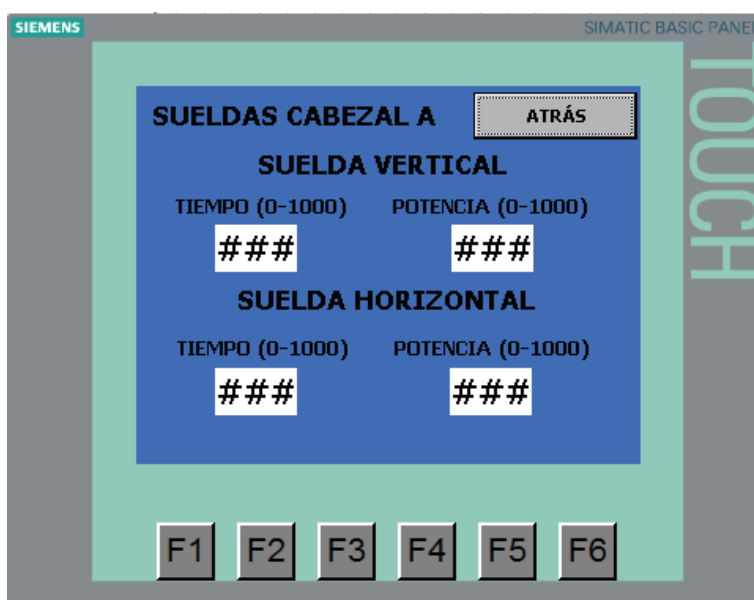 SIEMENS
SIMATIC BASIC PANEL
TOUCH
SUELDAS CABEZAL A
ATRÁS
SUELDA VERTICAL
TIEMPO (0-1000) POTENCIA (0-1000)
### ###
SUELDA HORIZONTAL
TIEMPO (0-1000) POTENCIA (0-1000)
### ###
F1 F2 F3 F4 F5 F6